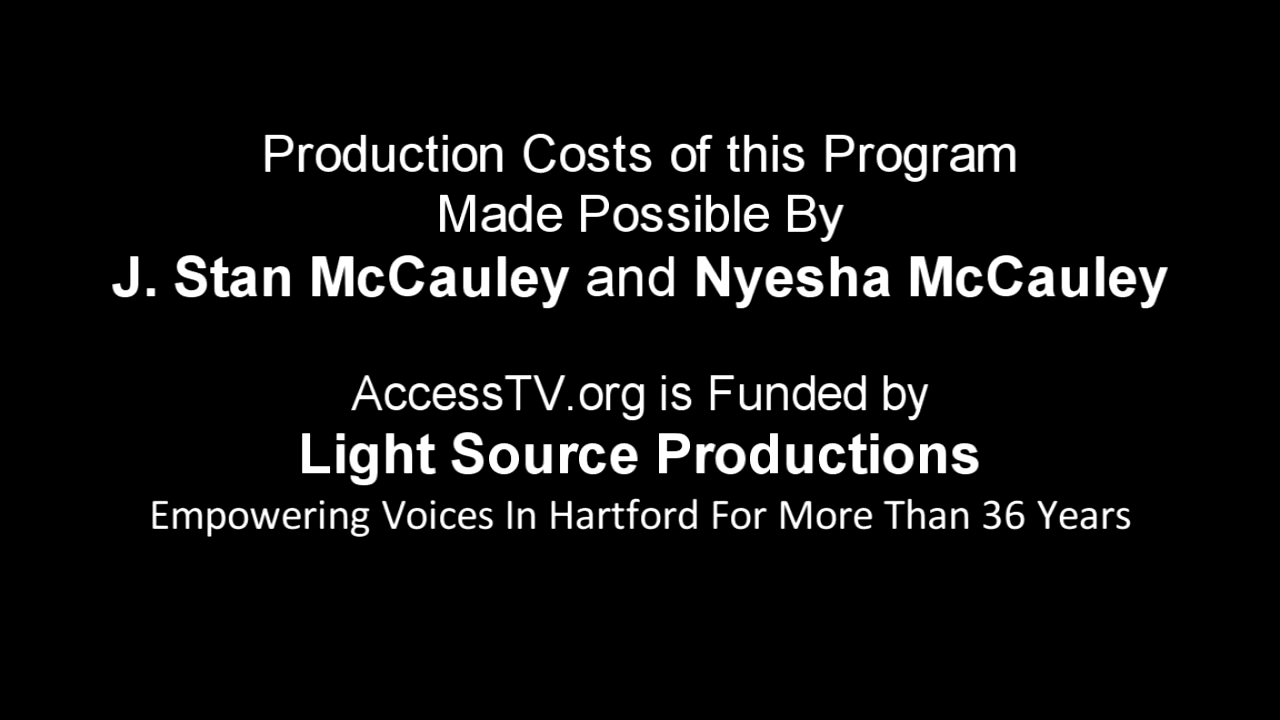 Production Costs of this Program
Made Possible By
J. Stan McCauley and Nyesha McCauley
AccessTV.org is Funded by
Light Source Productions
Empowering Voices In Hartford For More Than 36 Years